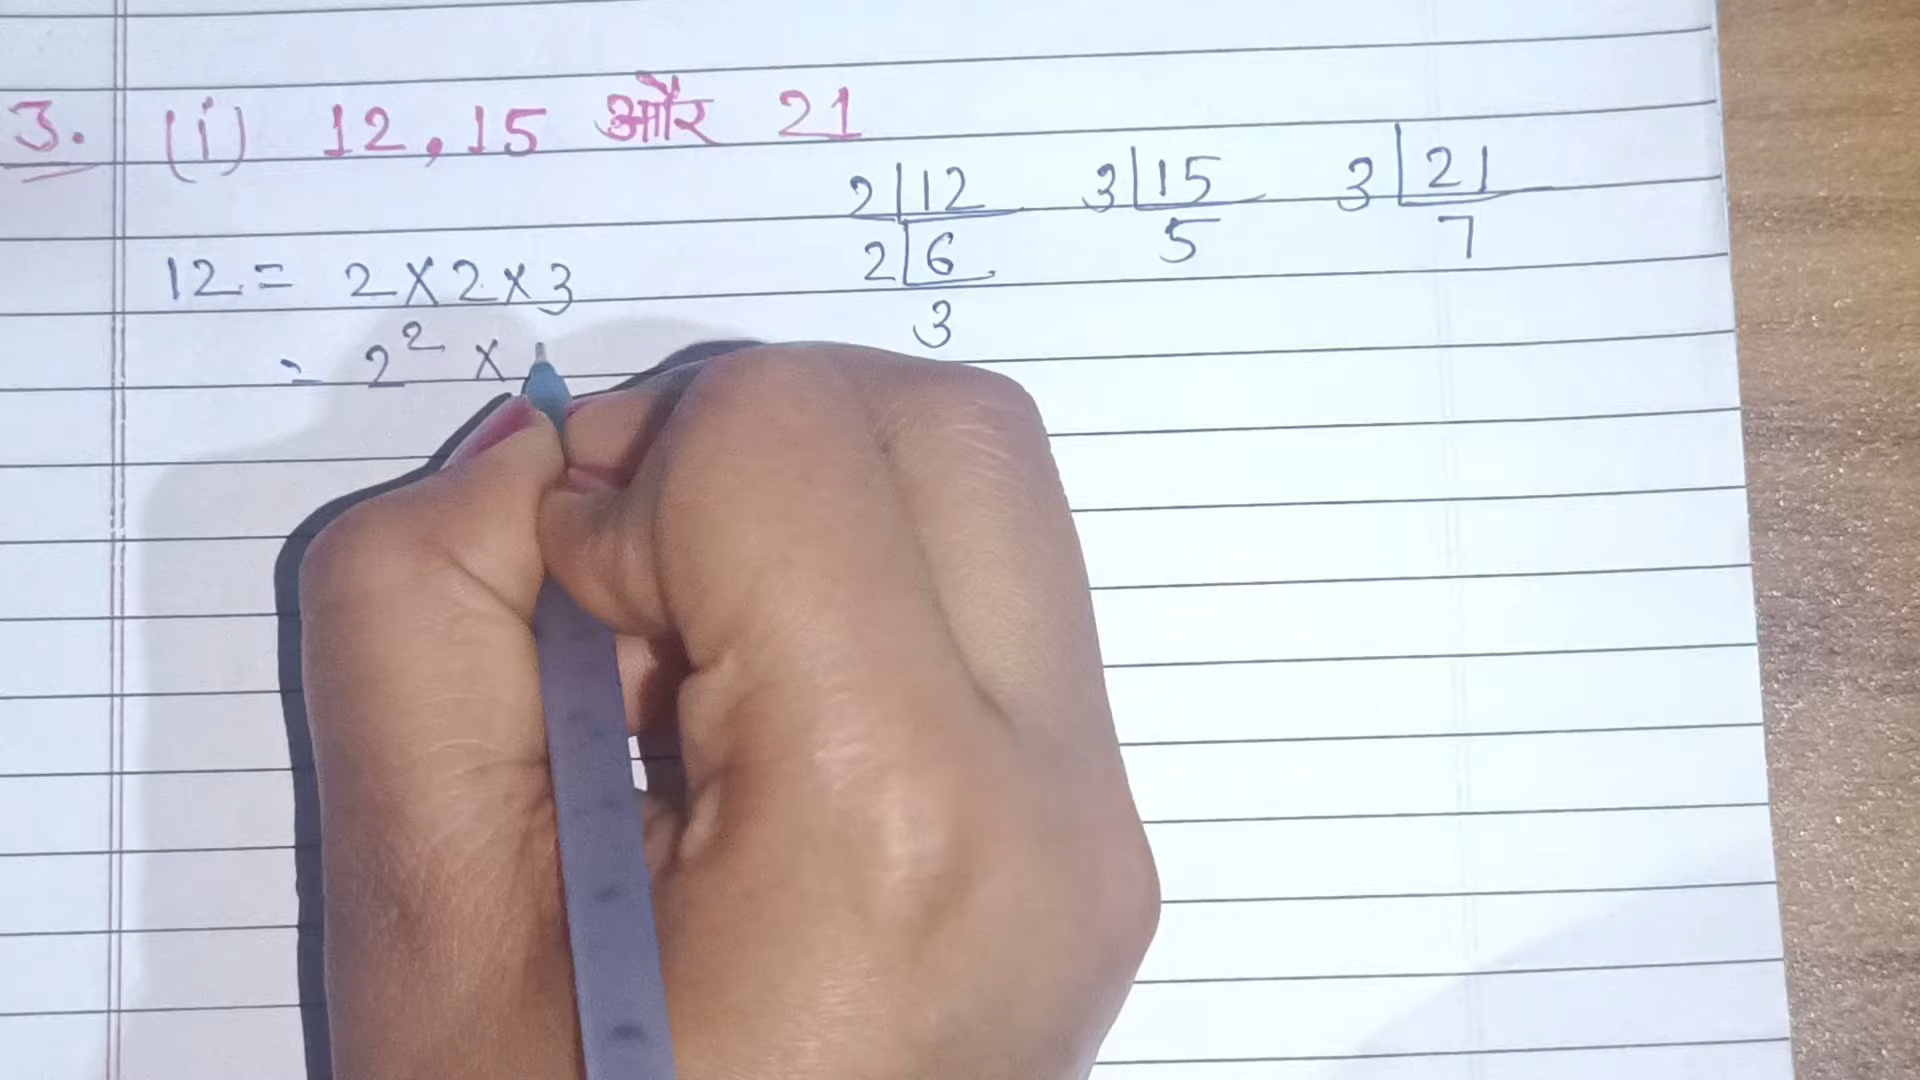 3. (i) 12, 15 और 21
2 12 3 15 3 21
2 6 5 7
3
12 = 2 × 2 × 3
= 2² ×